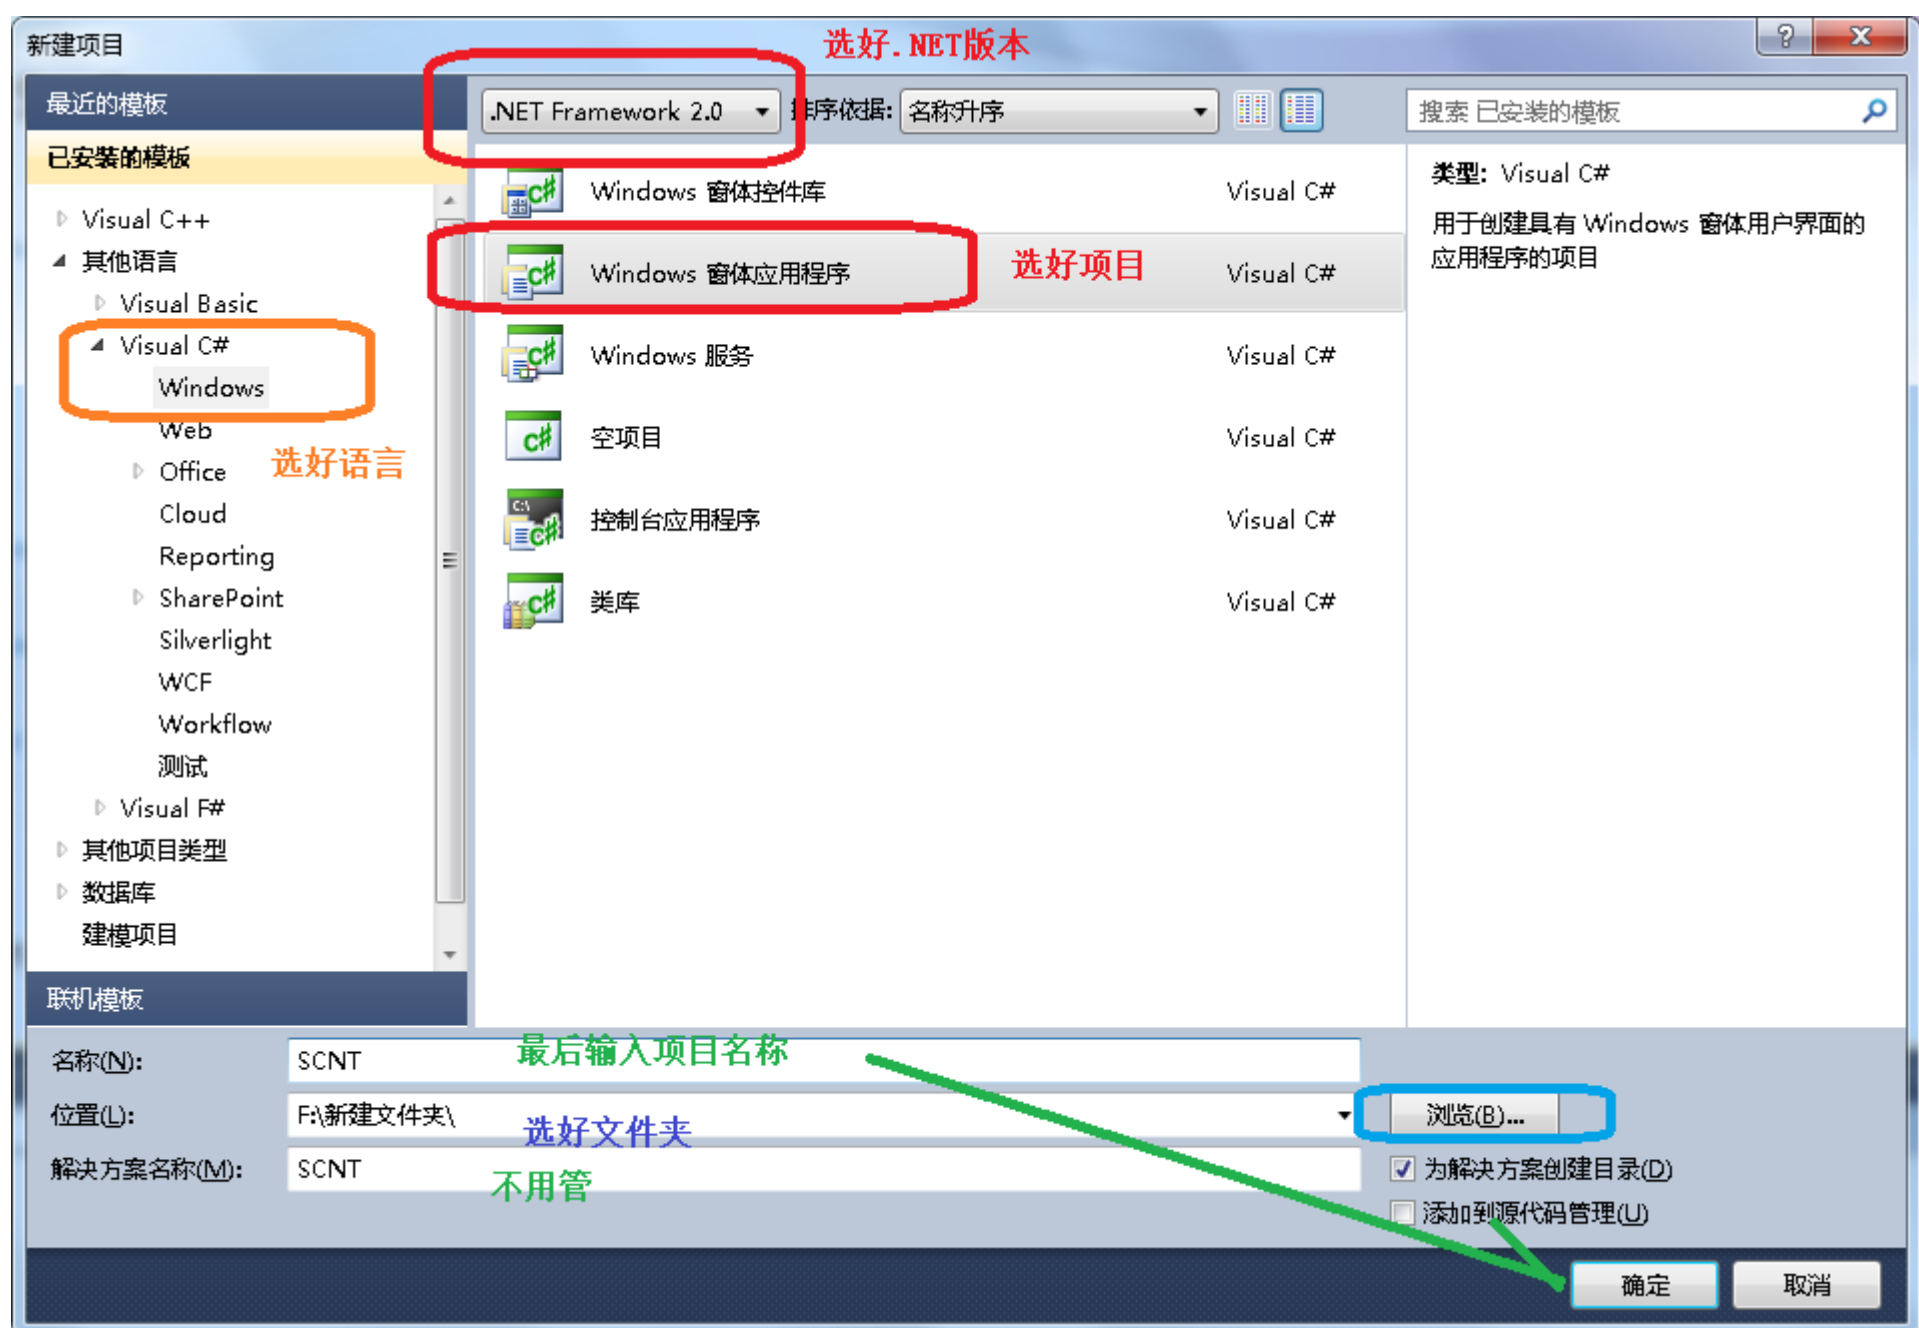 新建项目
选好.NET版本
最近的模板
.NET Framework 2.0
排序依据: 名称升序
搜索 已安装的模板
已安装的模板
Visual C++
其他语言
Visual Basic
Visual C#
Windows
Web
选好语言
Office
Cloud
Reporting
SharePoint
Silverlight
WCF
Workflow
测试
Visual F#
其他项目类型
数据库
建模项目
联机模板
Windows 窗体控件库 Visual C#
Windows 窗体应用程序 选好项目 Visual C#
Windows 服务 Visual C#
空项目 Visual C#
控制台应用程序 Visual C#
类库 Visual C#
类型: Visual C#
用于创建具有 Windows 窗体用户界面的
应用程序的项目
名称(N): SCNT 最后输入项目名称
位置(L): F:\新建文件夹\ 选好文件夹 浏览(B)...
解决方案名称(M): SCNT 不用管
为解决方案创建目录(D)
添加到源代码管理(U)
确定 取消